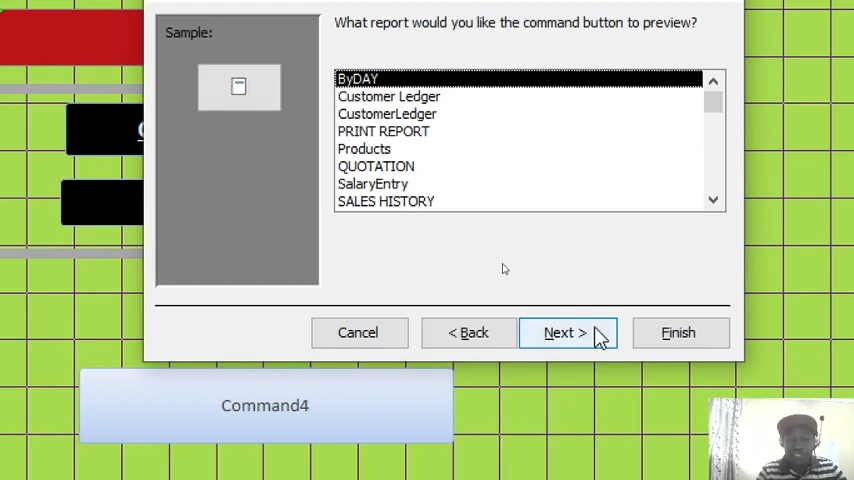 Sample:
What report would you like the command button to preview?
ByDAY
Customer Ledger
CustomerLedger
PRINT REPORT
Products
QUOTATION
SalaryEntry
SALES HISTORY
Cancel
< Back
Next >
Finish
Command4